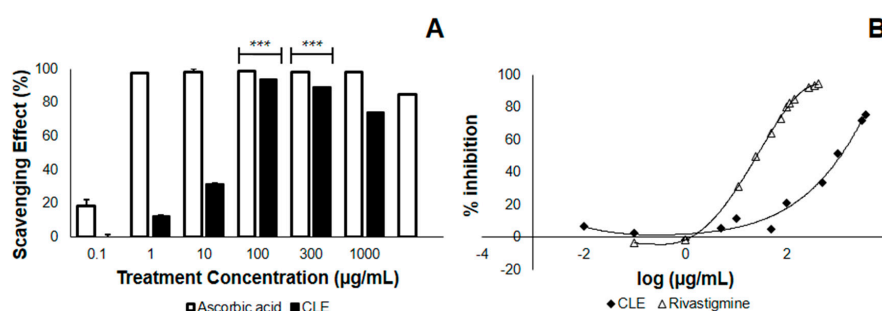 A
*** ***
100
80
60
40
20
0
Scavenging Effect (%)
0.1 1 10 100 300 1000
Treatment Concentration (µg/mL)
Ascorbic acid CLE
B
100
80
60
40
20
0
-20
% inhibition
-4 -2 0 2
log (µg/mL)
CLE Rivastigmine